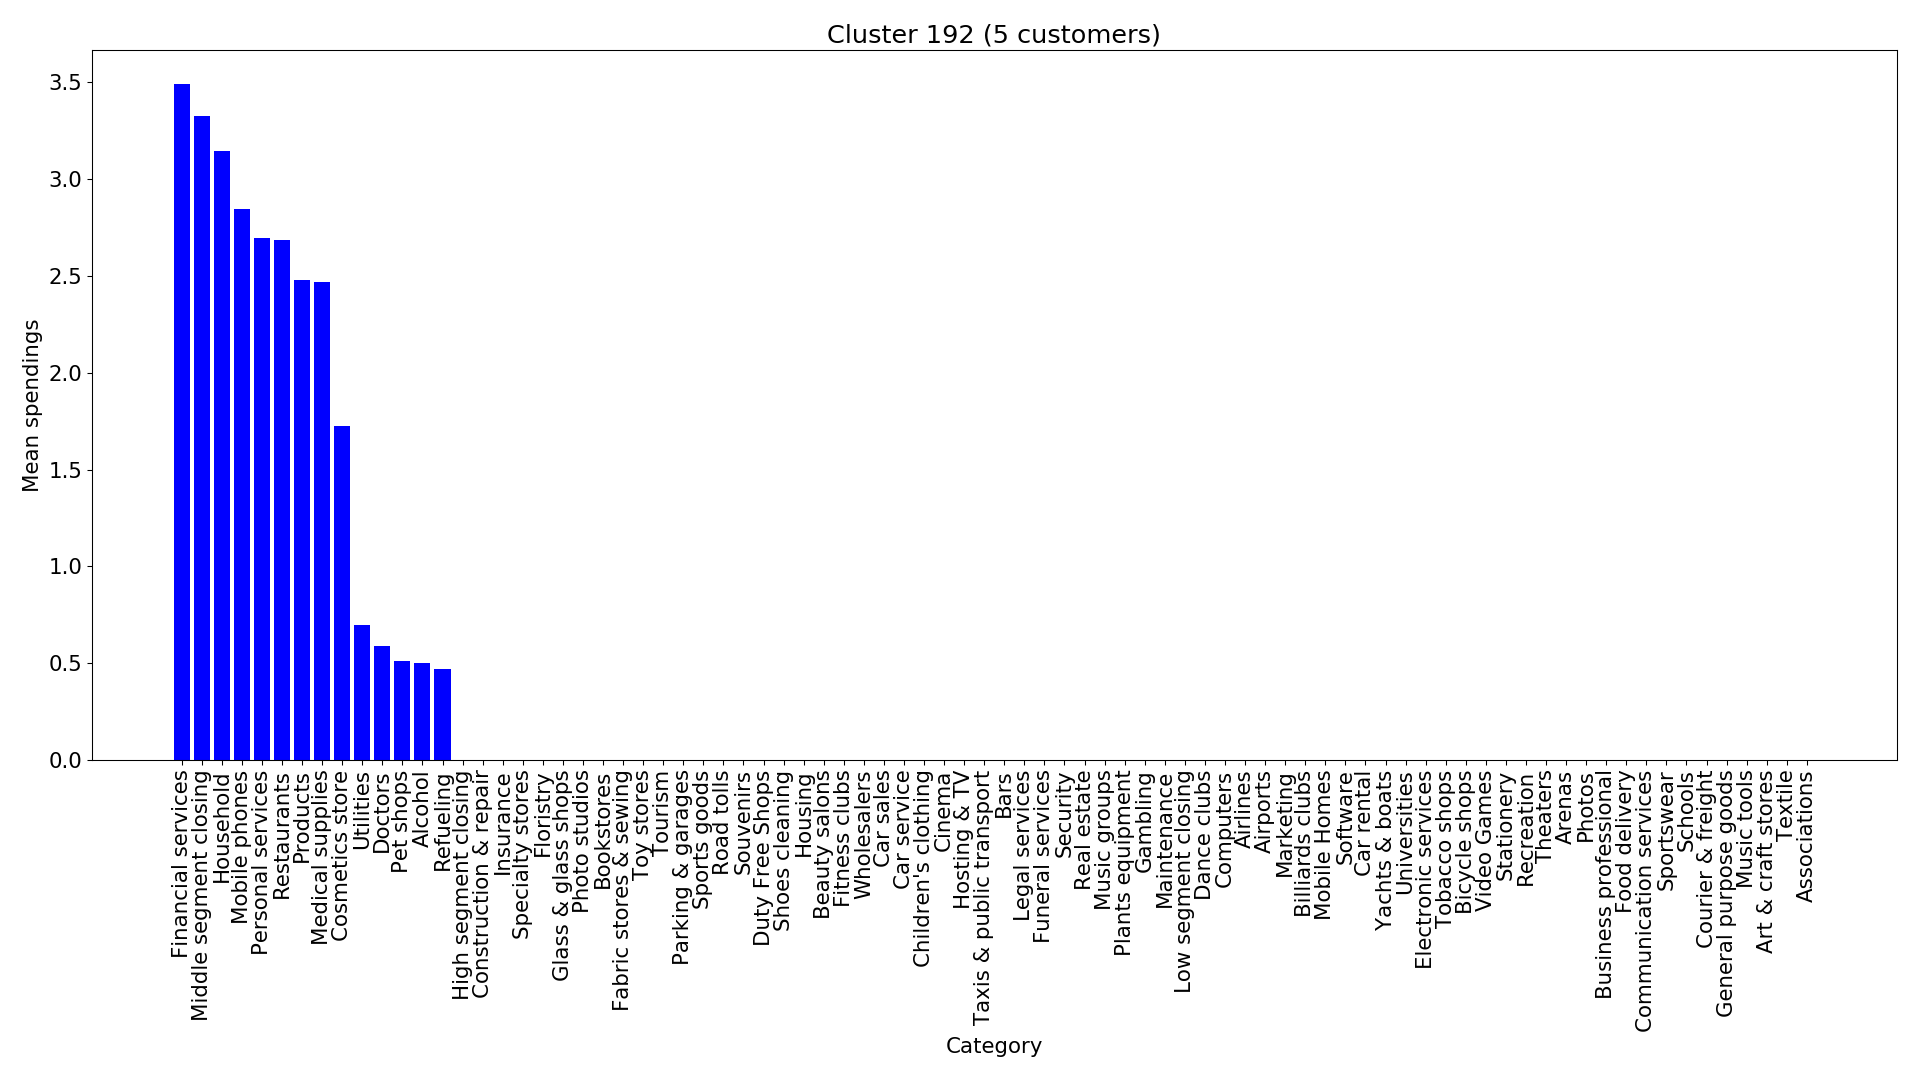 Cluster 192 (5 customers)
3.5
3.0
2.5
2.0
1.5
1.0
0.5
0.0
Mean spendings
Financial services
Middle segment closing
Household
Mobile phones
Personal services
Restaurants
Products
Medical supplies
Cosmetics store
Utilities
Doctors
Pet shops
Alcohol
Refueling
High segment closing
Construction & repair
Insurance
Specialty stores
Floristry
Glass & glass shops
Photo studios
Bookstores
Fabric stores & sewing
Toy stores
Tourism
Parking & garages
Sports goods
Road tolls
Souvenirs
Duty Free Shops
Shoes cleaning
Housing
Beauty salons
Fitness clubs
Wholesalers
Car sales
Car service
Children's clothing
Cinema
Hosting & TV
Taxis & public transport
Bars
Legal services
Funeral services
Security
Real estate
Music groups
Plants equipment
Gambling
Maintenance
Low segment closing
Dance clubs
Computers
Airlines
Airports
Marketing
Billiards clubs
Mobile Homes
Software
Car rental
Yachts & boats
Universities
Electronic services
Tobacco shops
Bicycle shops
Video Games
Stationery
Recreation
Theaters
Arenas
Photos
Business professional
Food delivery
Communication services
Sportswear
Schools
Courier & freight
General purpose goods
Music tools
Art & craft stores
Textile
Associations
Category